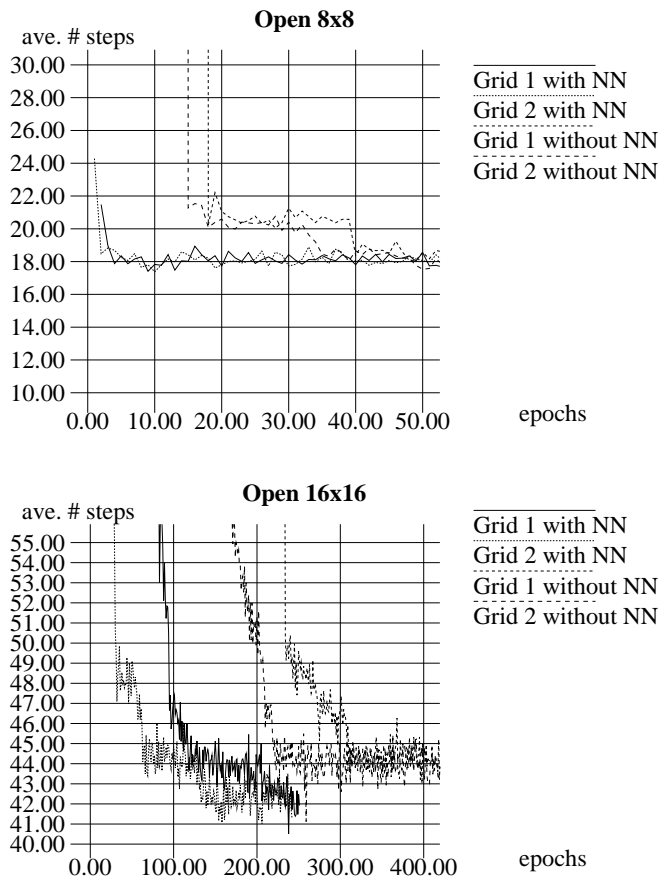 Open 8x8
ave. # steps
30.00
28.00
26.00
24.00
22.00
20.00
18.00
16.00
14.00
12.00
10.00
0.00 10.00 20.00 30.00 40.00 50.00
epochs
Grid 1 with NN
Grid 2 with NN
Grid 1 without NN
Grid 2 without NN
Open 16x16
ave. # steps
55.00
54.00
53.00
52.00
51.00
50.00
49.00
48.00
47.00
46.00
45.00
44.00
43.00
42.00
41.00
40.00
0.00 100.00 200.00 300.00 400.00
epochs
Grid 1 with NN
Grid 2 with NN
Grid 1 without NN
Grid 2 without NN